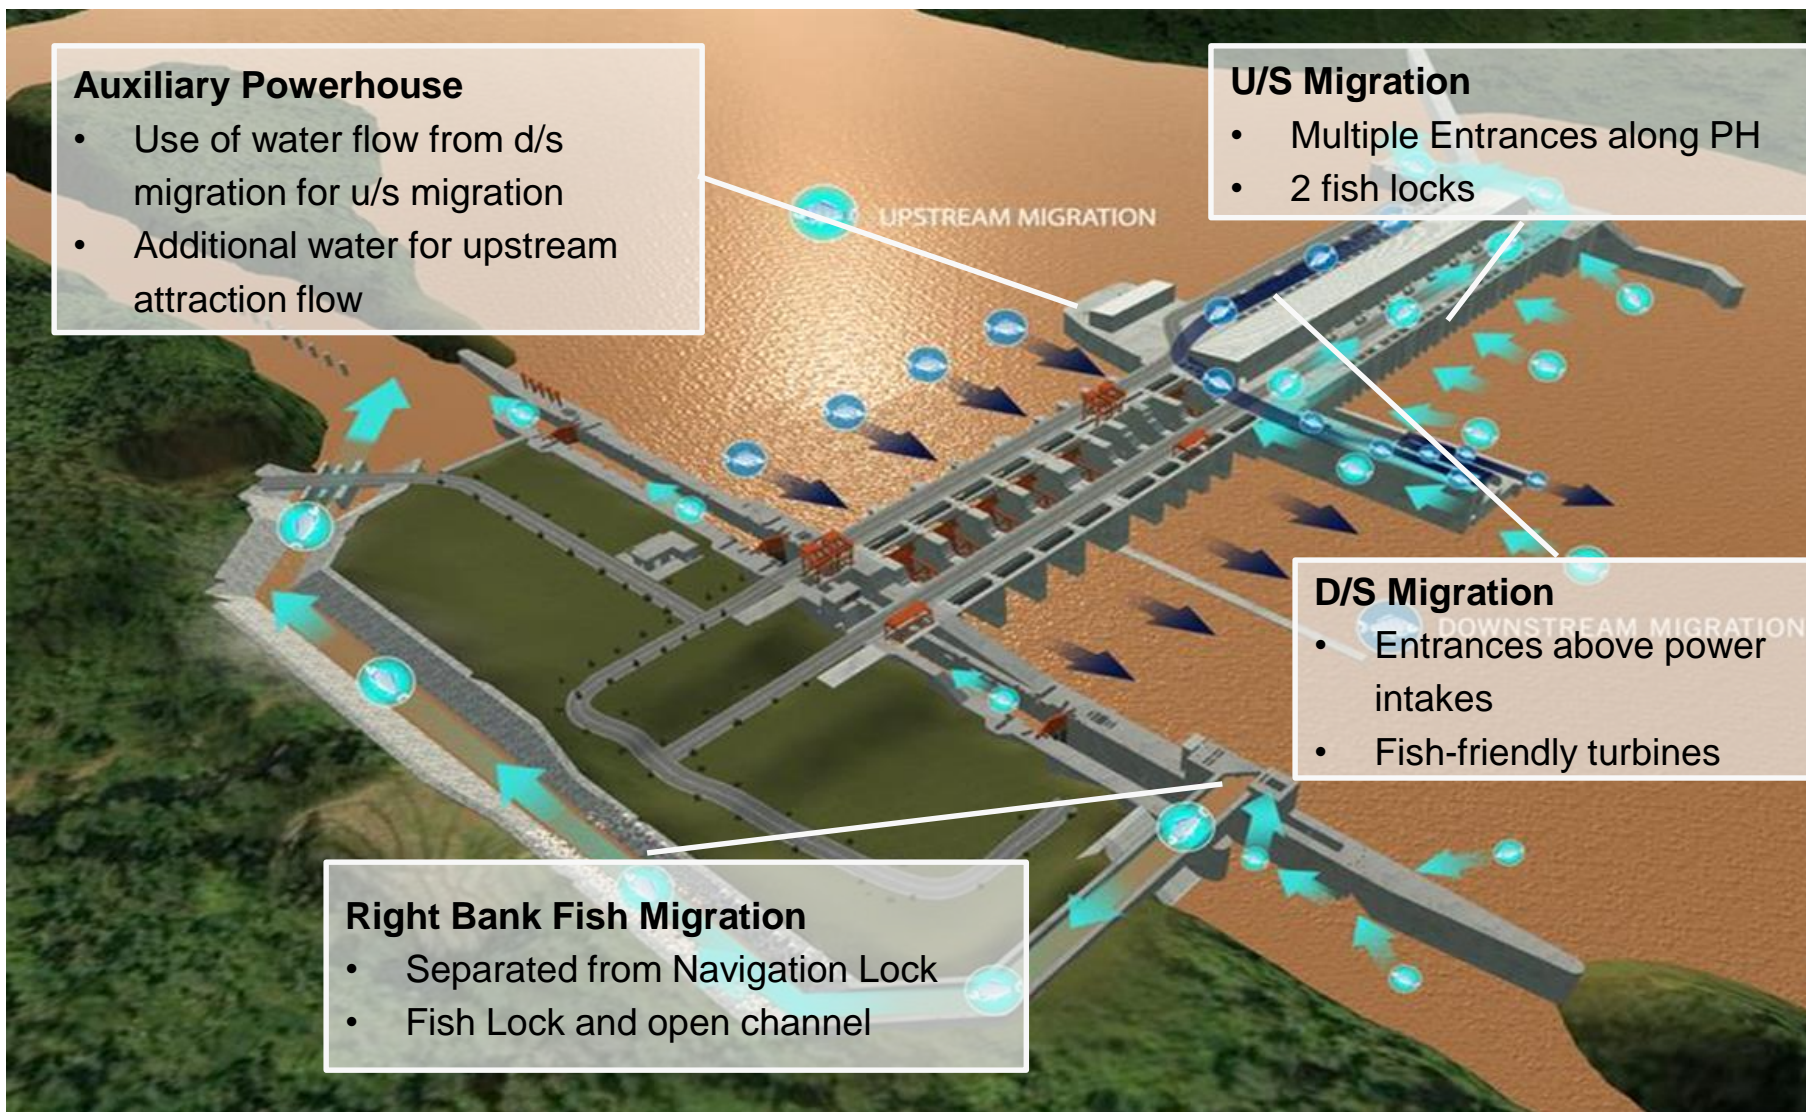 Auxiliary Powerhouse
• Use of water flow from d/s
migration for u/s migration
• Additional water for upstream
attraction flow
U/S Migration
• Multiple Entrances along PH
• 2 fish locks
UPSTREAM MIGRATION
D/S Migration
DOWNSTREAM MIGRATION
• Entrances above power
intakes
• Fish-friendly turbines
Right Bank Fish Migration
• Separated from Navigation Lock
• Fish Lock and open channel